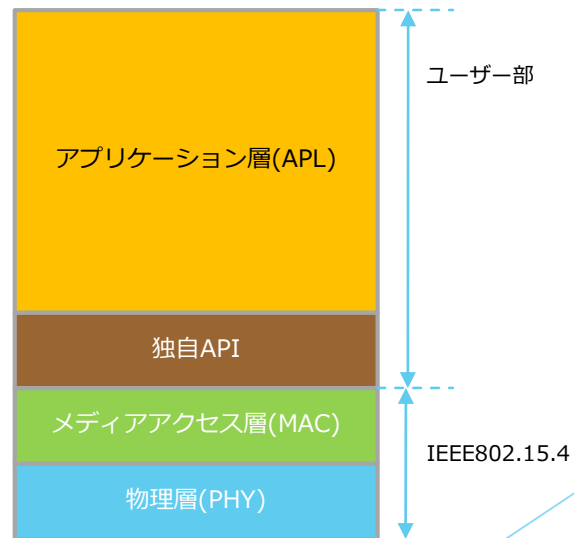 ユーザー部
アプリケーション層(APL)
独自API
メディアアクセス層(MAC)
IEEE802.15.4
物理層(PHY)